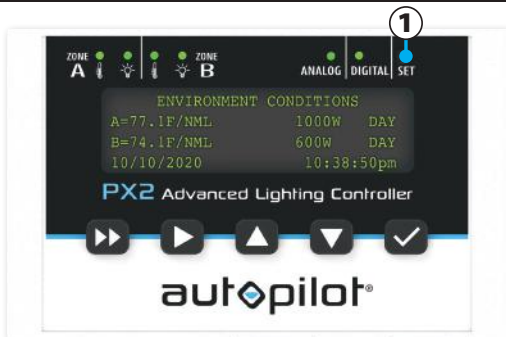 1
ZONE
A
ZONE
B
ANALOG
DIGITAL
SET
ENVIRONMENT CONDITIONS
A=77.1F/NML 1000W DAY
B=74.1F/NML 600W DAY
10/10/2020 10:38:50pm
PX2 Advanced Lighting Controller
autopilot®